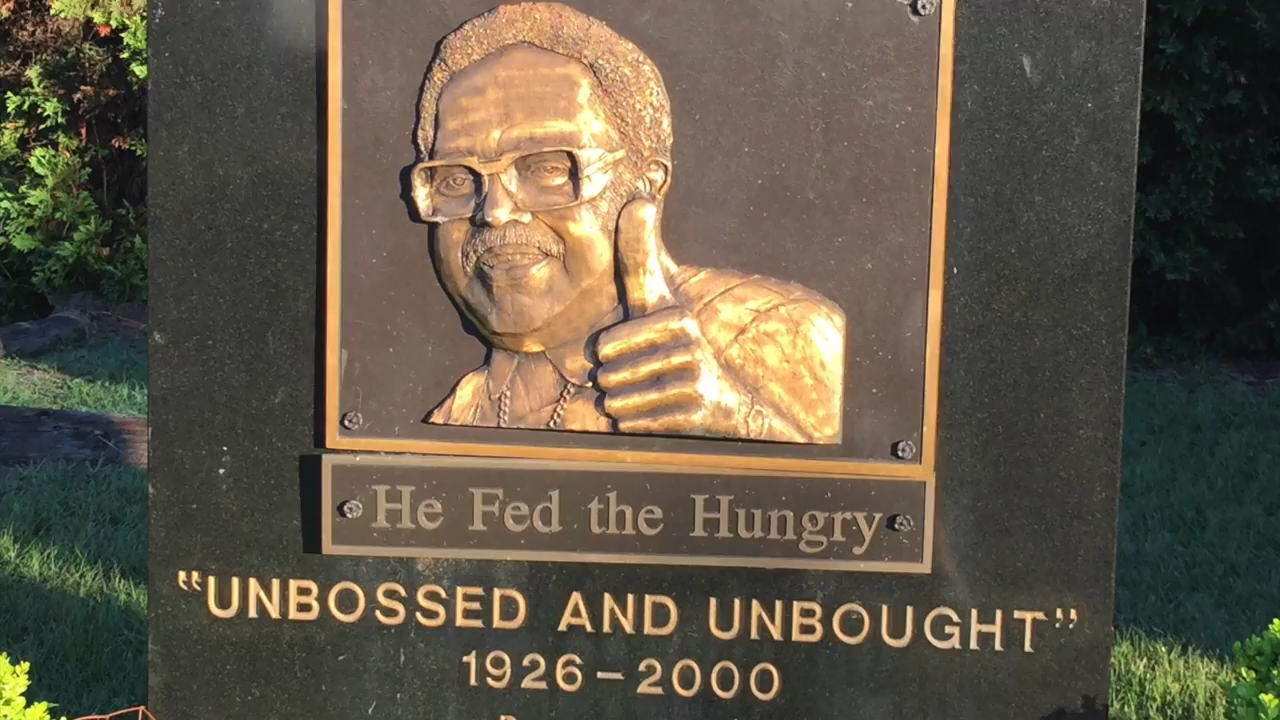 He Fed the Hungry
“UNBOSSED AND UNBOUGHT”
1926-2000